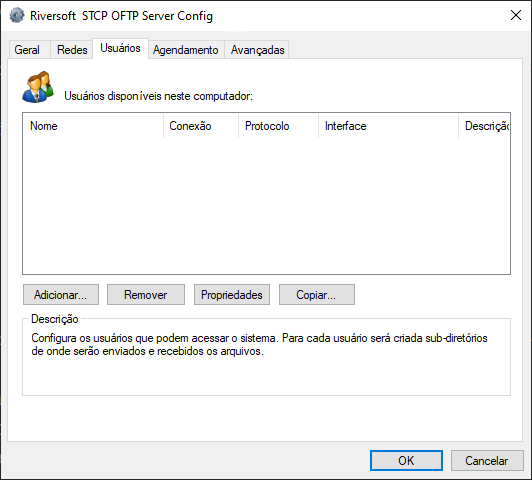 Riversoft STCP OFTP Server Config
Geral Redes Usuários Agendamento Avançadas
Usuários disponíveis neste computador:
Nome Conexão Protocolo Interface Descrição
Adicionar... Remover Propriedades Copiar...
Descrição
Configura os usuários que podem acessar o sistema. Para cada usuário será criada sub-diretórios
de onde serão enviados e recebidos os arquivos.
OK Cancelar